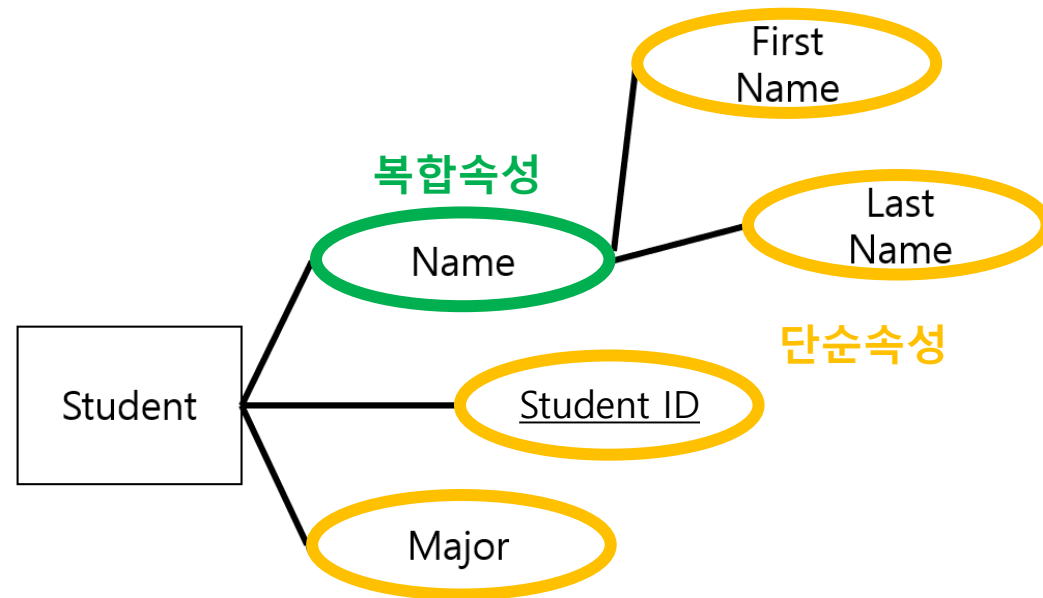 First
Name
복합속성
Last
Name
Name
단순속성
Student
Student ID
Major